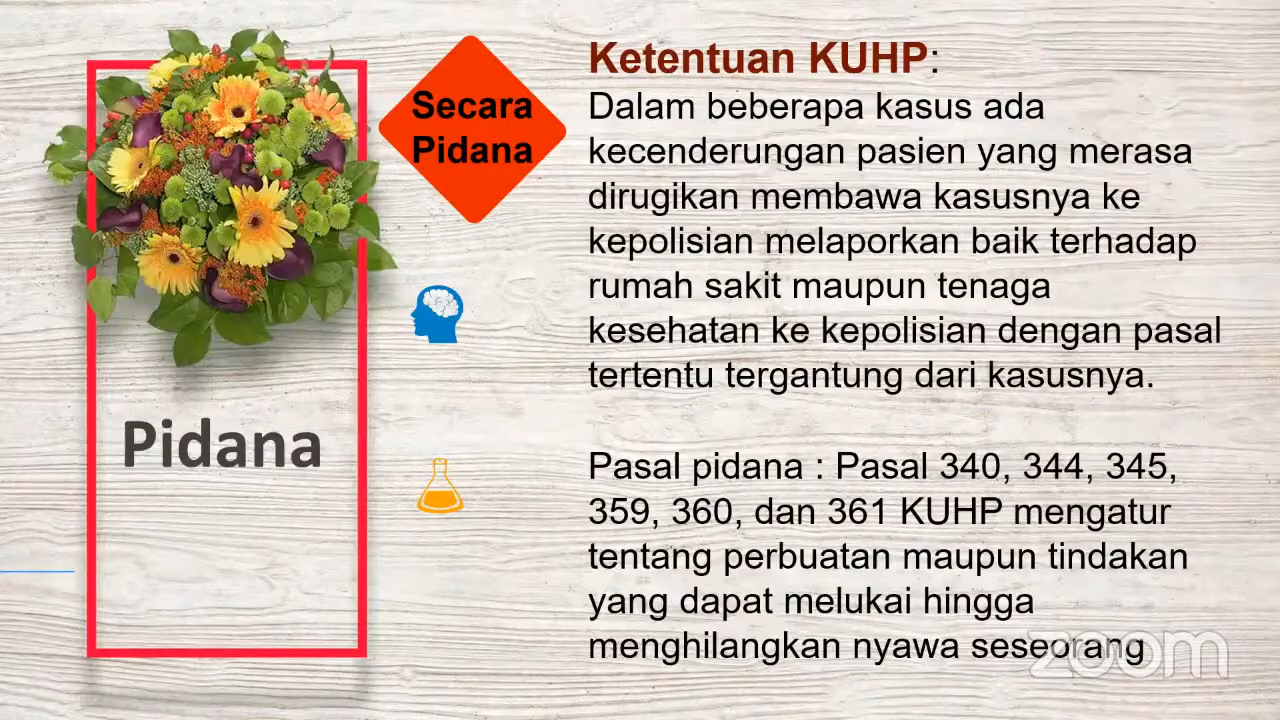 Secara
Pidana
Pidana
Ketentuan KUHP:
Dalam beberapa kasus ada
kecenderungan pasien yang merasa
dirugikan membawa kasusnya ke
kepolisian melaporkan baik terhadap
rumah sakit maupun tenaga
kesehatan ke kepolisian dengan pasal
tertentu tergantung dari kasusnya.
Pasal pidana : Pasal 340, 344, 345,
359, 360, dan 361 KUHP mengatur
tentang perbuatan maupun tindakan
yang dapat melukai hingga
menghilangkan nyawa seseorang
zoom